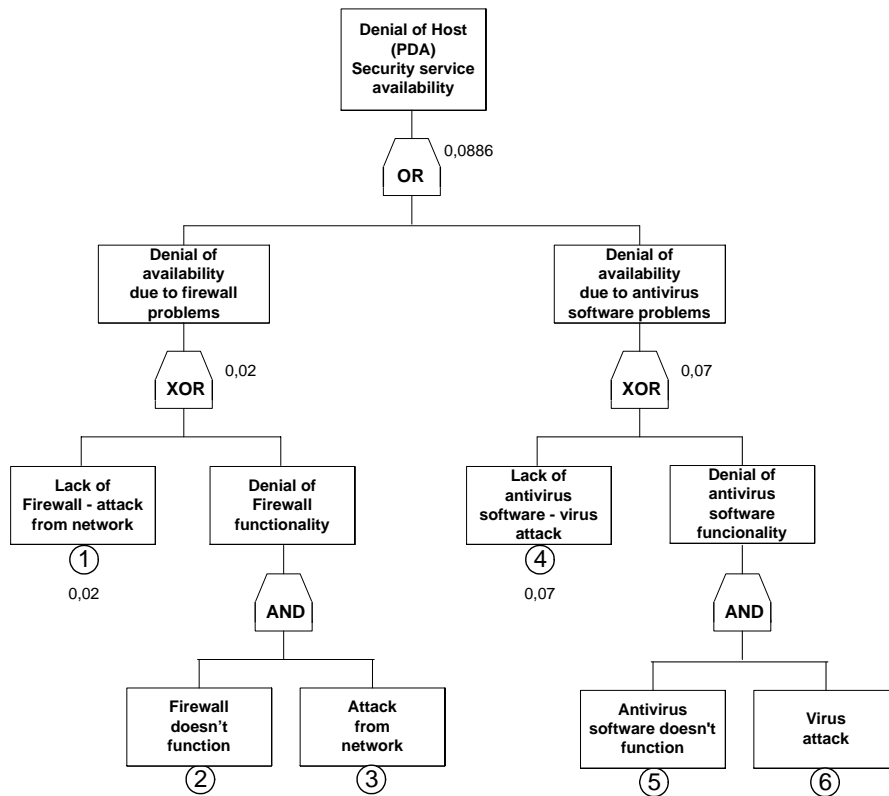 Denial of Host
(PDA)
Security service
availability
0,0886
OR
Denial of
availability
due to firewall
problems
Denial of
availability
due to antivirus
software problems
0,02
XOR
0,07
XOR
Lack of
Firewall - attack
from network
1
0,02
Denial of
Firewall
functionality
Lack of
antivirus
software - virus
attack
4
0,07
Denial of
antivirus
software
funcionality
AND
AND
Firewall
doesn’t
function
2
Attack
from
network
3
Antivirus
software doesn't
function
5
Virus
attack
6